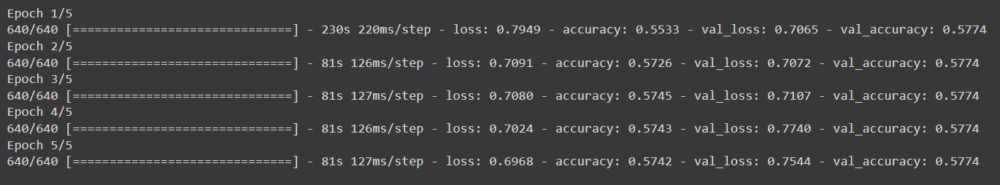 Epoch 1/5
640/640 [==============================] - 230s 220ms/step - loss: 0.7949 - accuracy: 0.5533 - val_loss: 0.7065 - val_accuracy: 0.5774
Epoch 2/5
640/640 [==============================] - 81s 126ms/step - loss: 0.7091 - accuracy: 0.5726 - val_loss: 0.7072 - val_accuracy: 0.5774
Epoch 3/5
640/640 [==============================] - 81s 127ms/step - loss: 0.7080 - accuracy: 0.5745 - val_loss: 0.7107 - val_accuracy: 0.5774
Epoch 4/5
640/640 [==============================] - 81s 126ms/step - loss: 0.7024 - accuracy: 0.5743 - val_loss: 0.7740 - val_accuracy: 0.5774
Epoch 5/5
640/640 [==============================] - 81s 127ms/step - loss: 0.6968 - accuracy: 0.5742 - val_loss: 0.7544 - val_accuracy: 0.5774